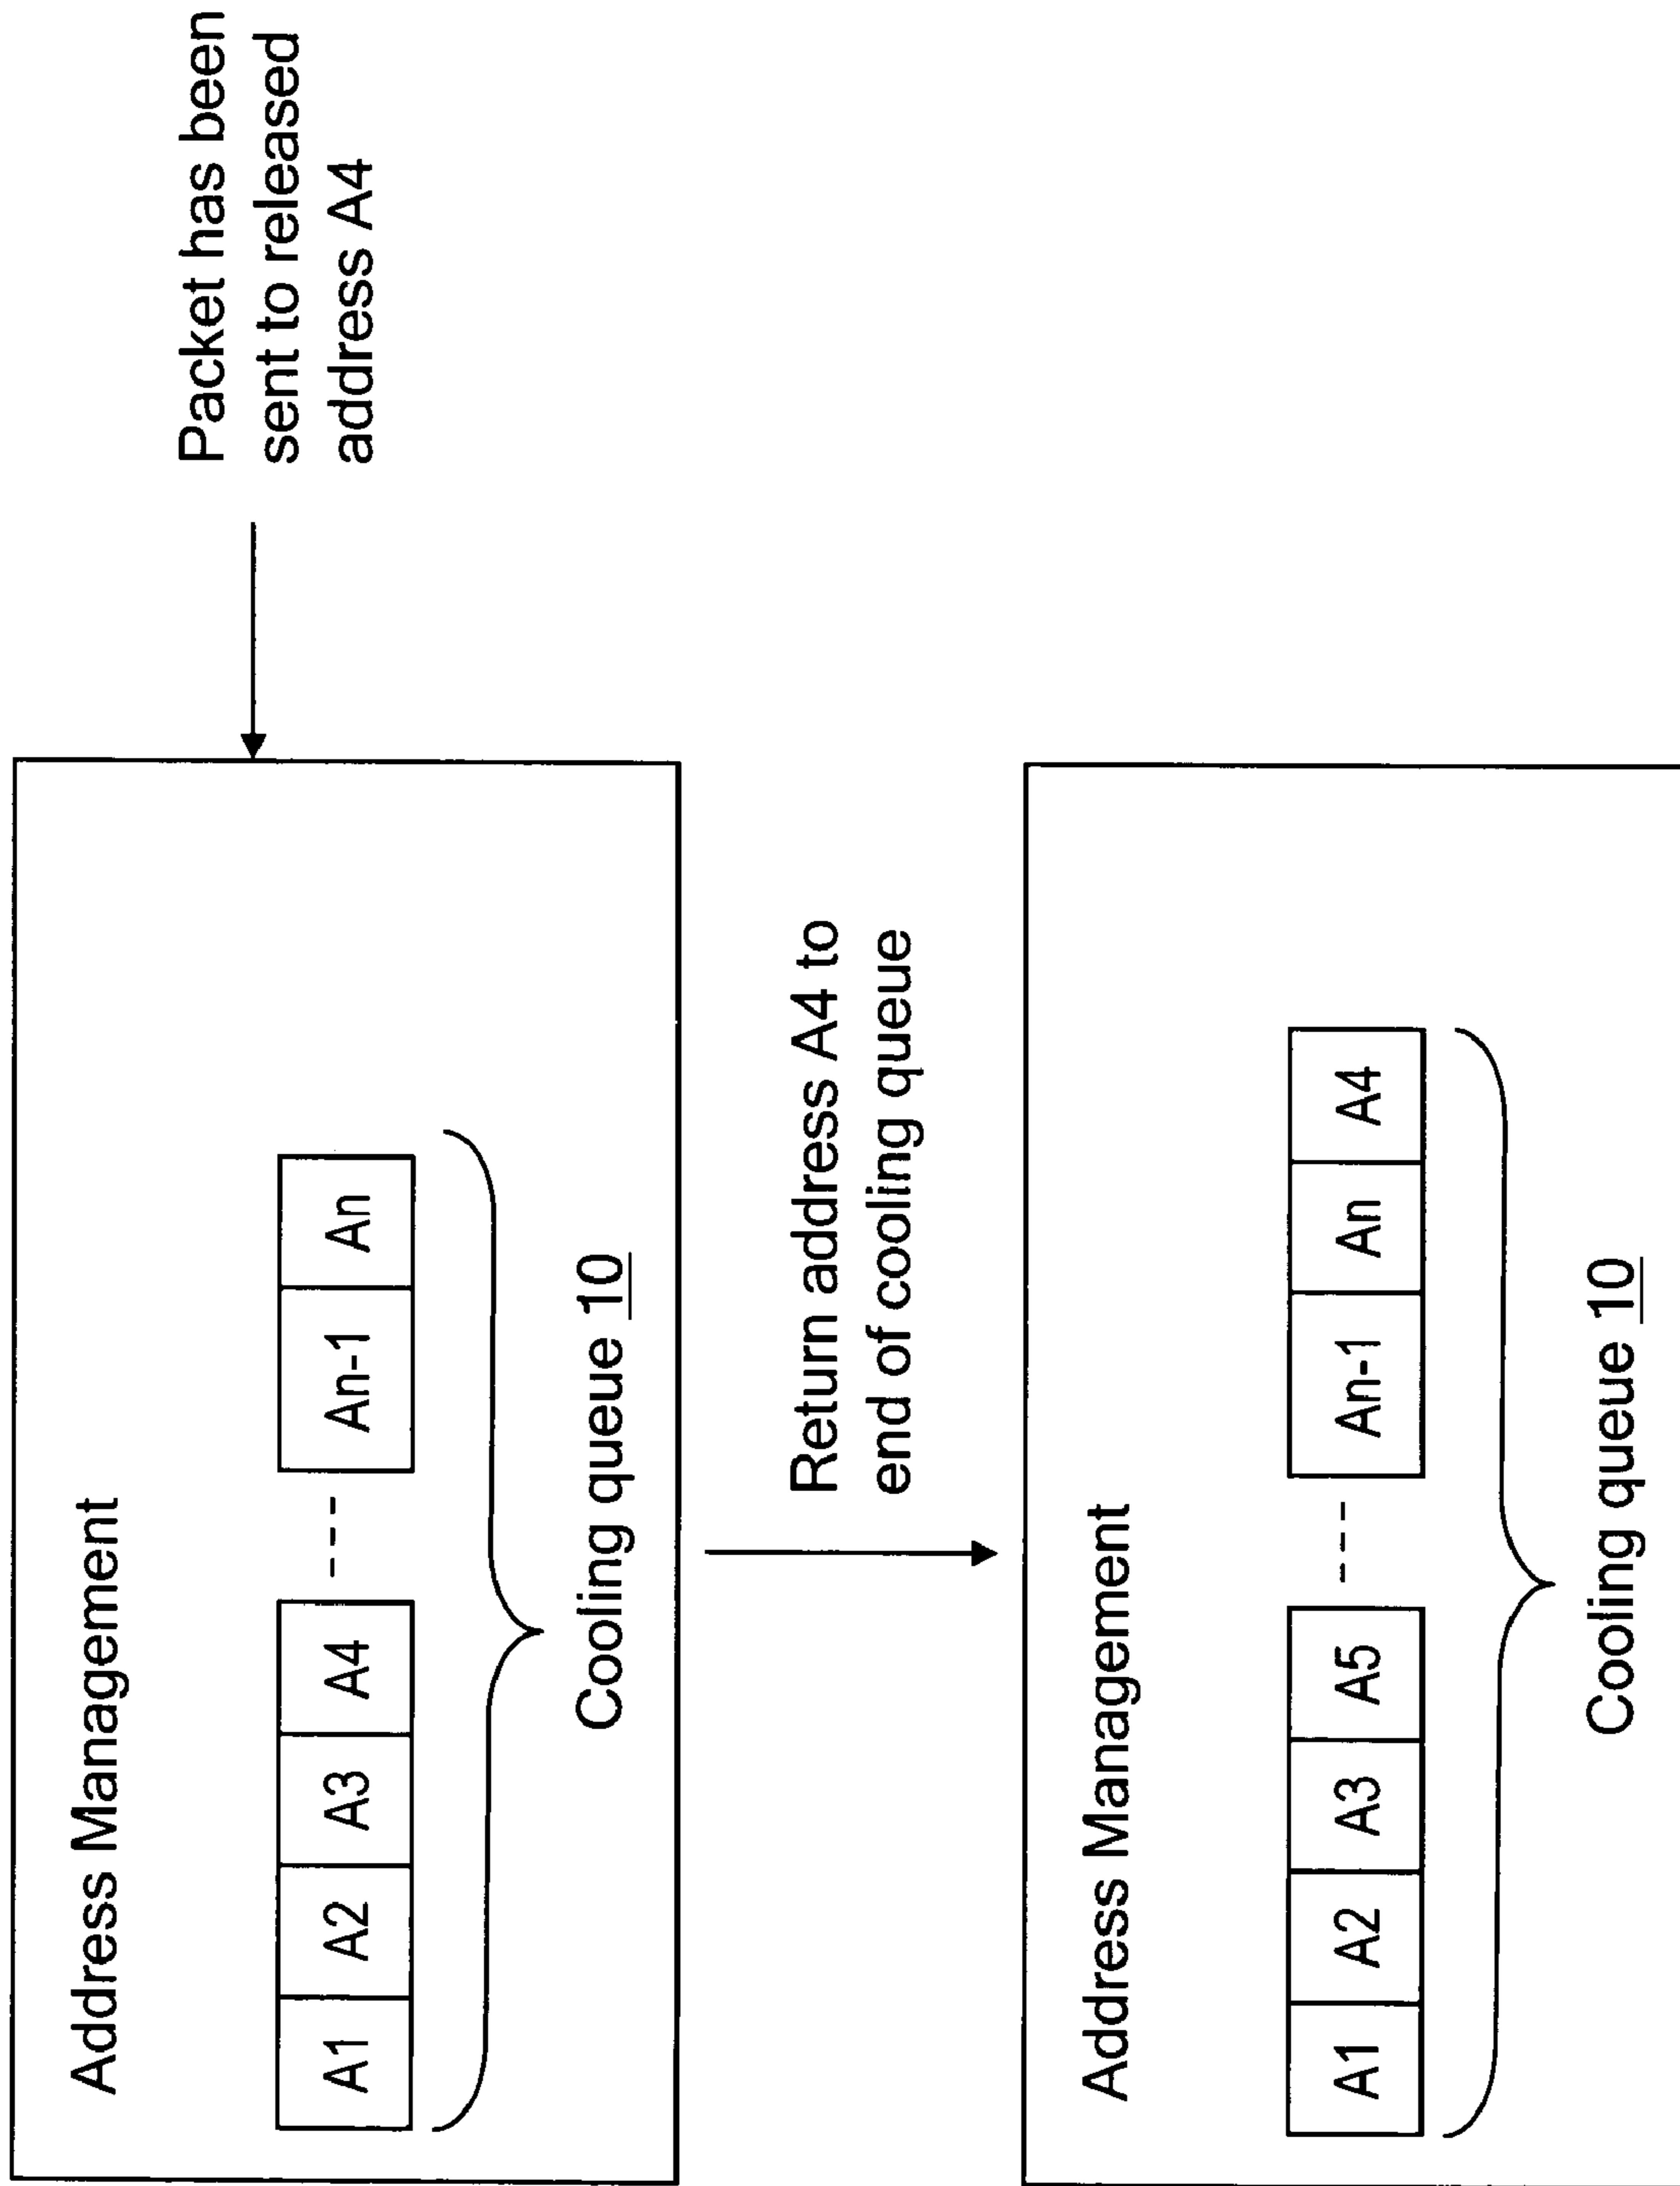 Packet has been
sent to released
address A4
Address Management
A1 A2 A3 A4 ---- An-1 An
Cooling queue 10
Return address A4 to
end of cooling queue
Address Management
A1 A2 A3 A5 ---- An-1 An A4
Cooling queue 10